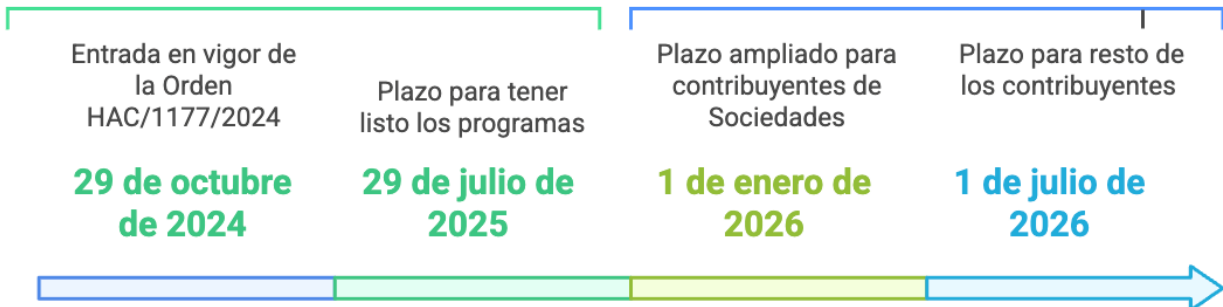 Entrada en vigor de
la Orden
HAC/1177/2024
29 de octubre
de 2024
Plazo para tener
listo los programas
29 de julio de
2025
Plazo ampliado para
contribuyentes de
Sociedades
1 de enero de
2026
Plazo para resto de
los contribuyentes
1 de julio de
2026